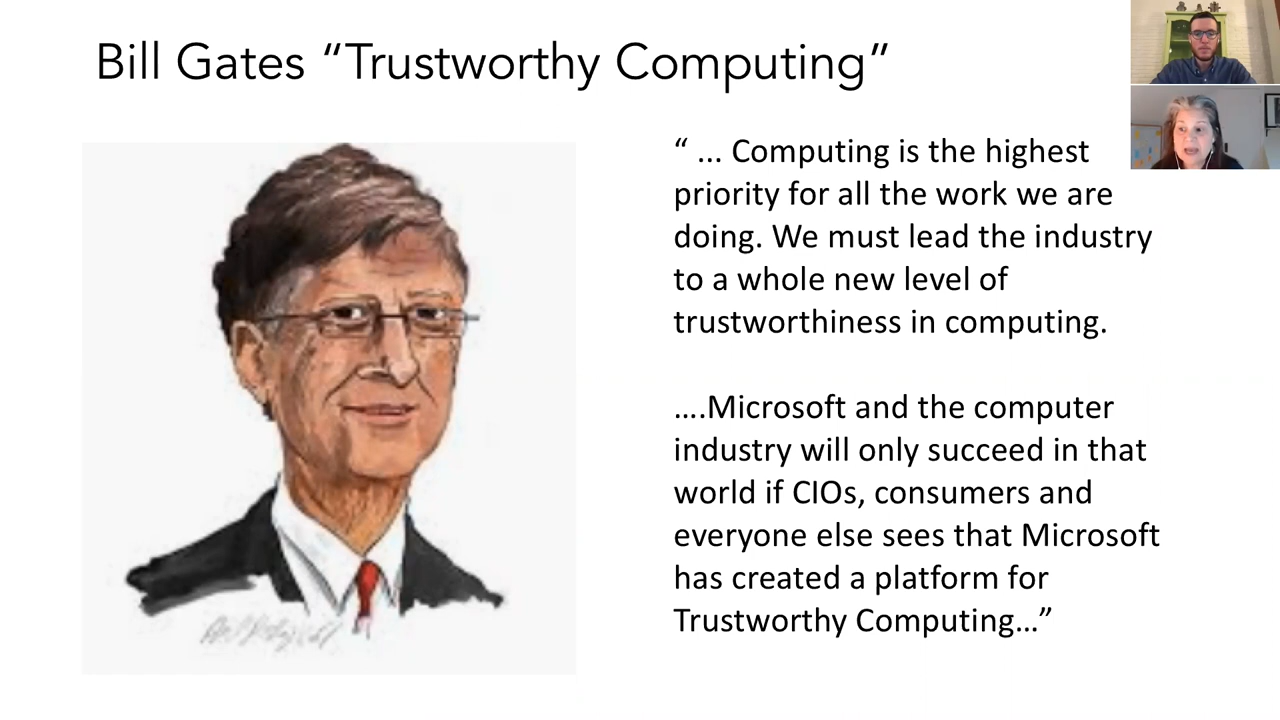 Bill Gates “Trustworthy Computing”
“ ... Computing is the highest
priority for all the work we are
doing. We must lead the industry
to a whole new level of
trustworthiness in computing.
....Microsoft and the computer
industry will only succeed in that
world if CIOs, consumers and
everyone else sees that Microsoft
has created a platform for
Trustworthy Computing...”